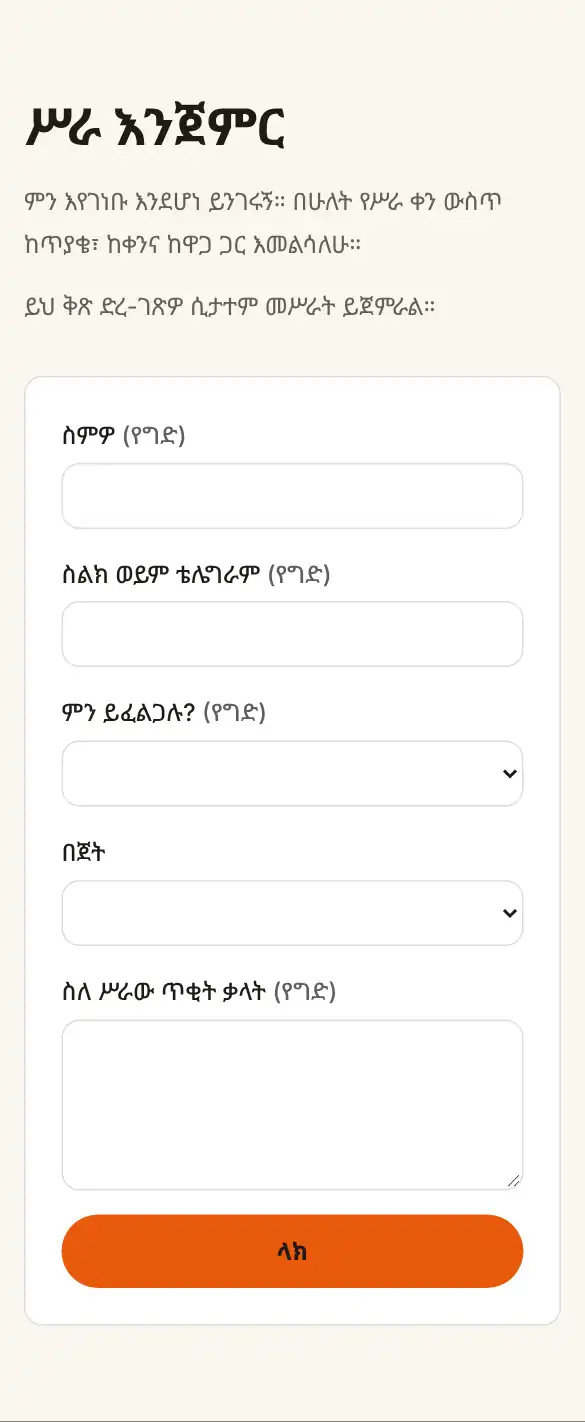 ሥራ እንጀምር
ምን እየገነቡ እንደሆነ ይንገሩኝ። በሁለት የሥራ ቀን ውስጥ
ከጥያቄ፣ ከቀንና ከዋጋ ጋር እመልሳለሁ።
ይህ ቅጽ ድረ-ገጽዎ ሲታተም መሥራት ይጀምራል።
ስምዎ (የግድ)
ስልክ ወይም ቴሌግራም (የግድ)
ምን ይፈልጋሉ? (የግድ)
በጀት
ስለ ሥራው ጥቂት ቃላት (የግድ)
ላክ